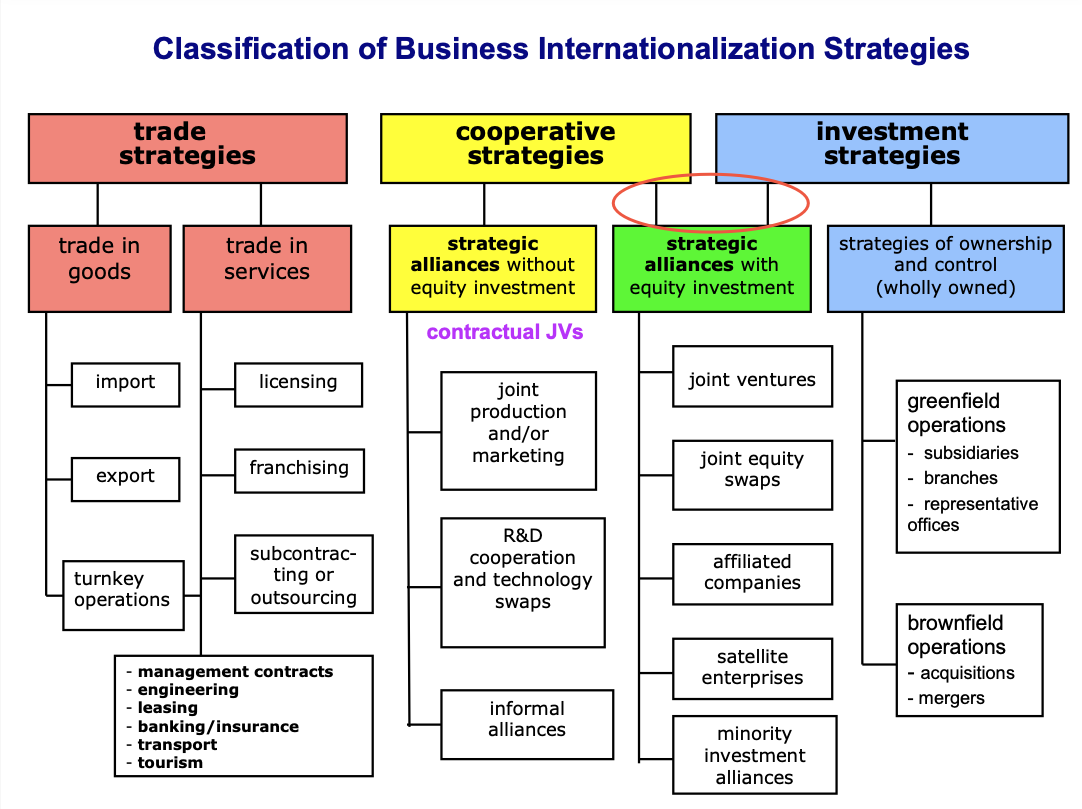 Classification of Business Internationalization Strategies
trade
strategies
cooperative
strategies
investment
strategies
trade in
goods
trade in
services
strategic
alliances without
equity investment
strategic
alliances with
equity investment
strategies of ownership
and control
(wholly owned)
contractual JVs
import
export
turnkey
operations
licensing
franchising
subcontrac-
ting or
outsourcing
- management contracts
- engineering
- leasing
- banking/insurance
- transport
- tourism
joint
production
and/or
marketing
R&D
cooperation
and technology
swaps
informal
alliances
joint ventures
joint equity
swaps
affiliated
companies
satellite
enterprises
minority
investment
alliances
greenfield
operations
- subsidiaries
- branches
- representative
offices
brownfield
operations
- acquisitions
- mergers